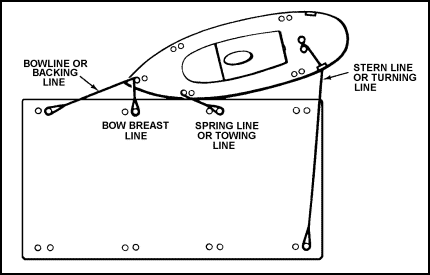 BOWLINE OR
BACKING
LINE
BOW BREAST
LINE
SPRING LINE
OR TOWING
LINE
STERN LINE
OR TURNING
LINE